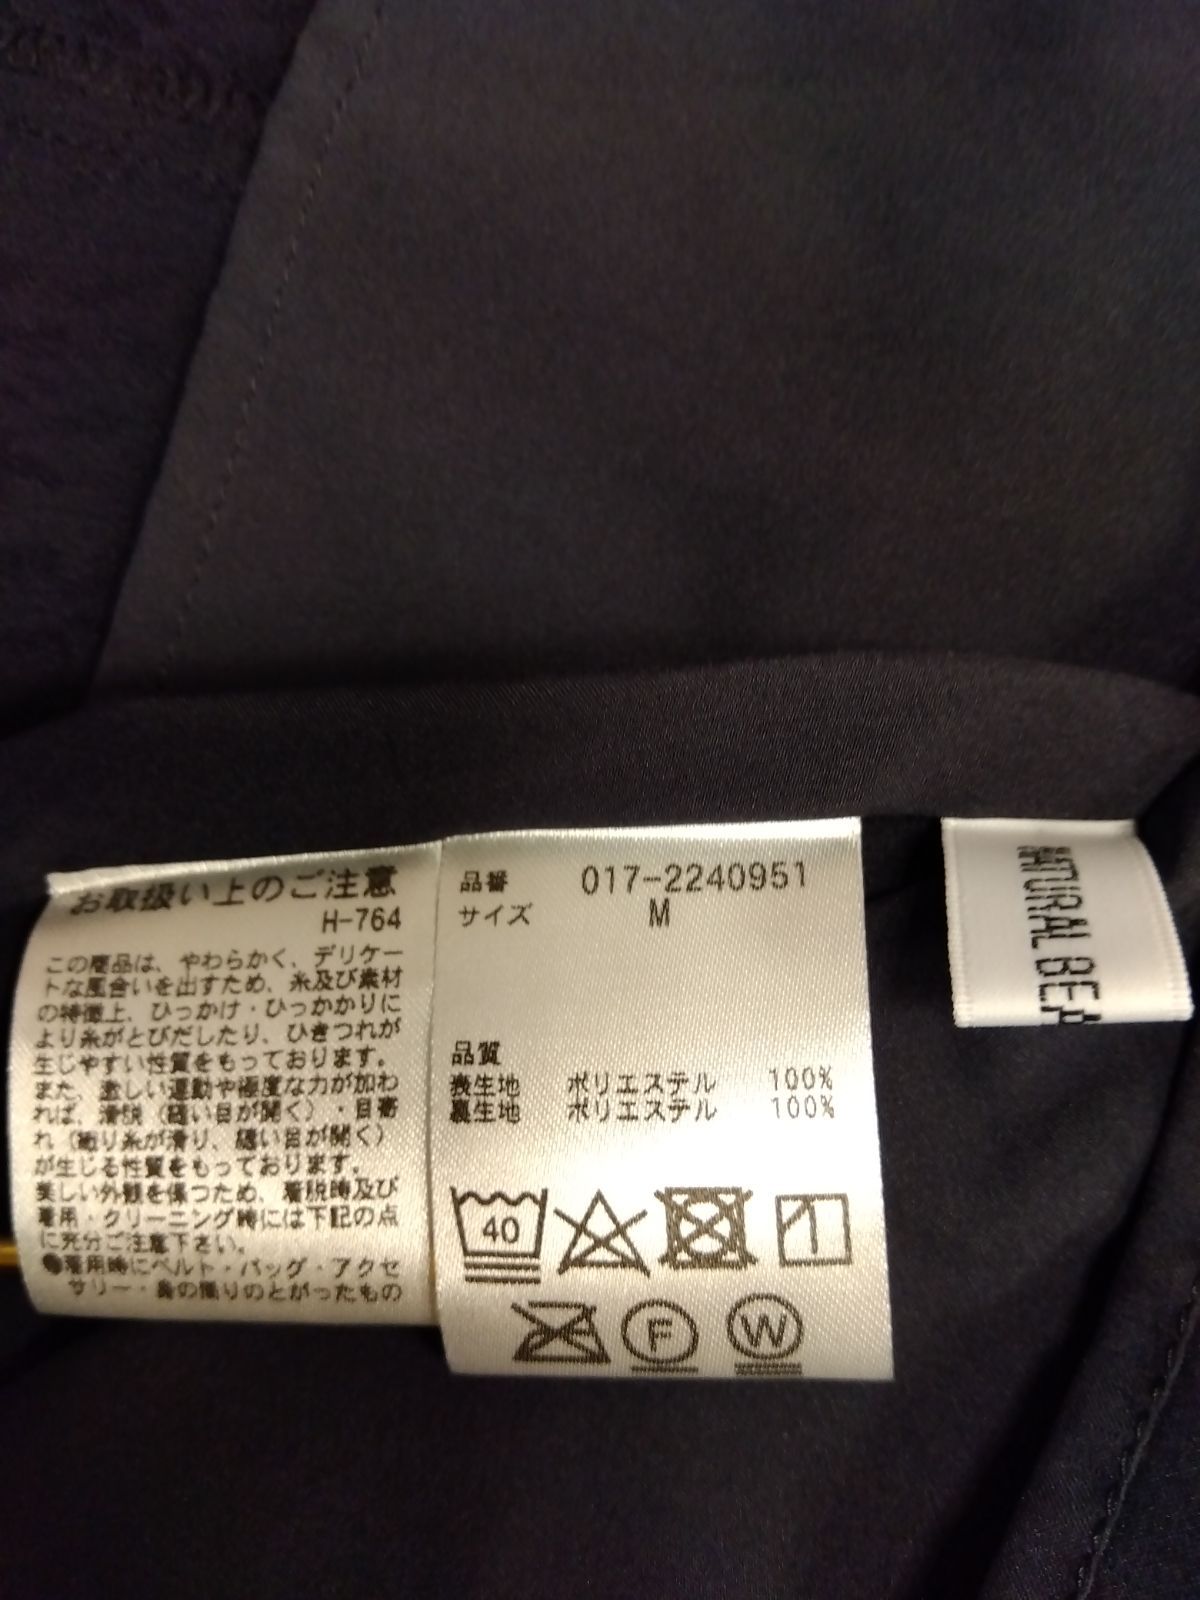 お取扱い上のご注意
H-764
この商品は、やわらかく、デリケー
トな風合いを出すため、糸及び素材
の特徴上、ひっかけ・ひっかかりに
より糸がとびだしたり、ひきつれが
生じやすい性質をもっております。
また、激しい運動や極度な力が加わ
れば、滑脱（縫い目が開く）・目寄
れ（織り糸が滑り、縫い目が開く）
が生じる性質をもっております。
美しい外観を保つため、着脱時及び
着用・クリーニング時には下記の点
に充分ご注意下さい。
●着用時にベルト・バッグ・アクセ
サリー・身の周りのとがったもの
品番 017-2240951
サイズ M
品質
表生地 ポリエステル 100%
裏生地 ポリエステル 100%
40
F
W
NATURAL BEA